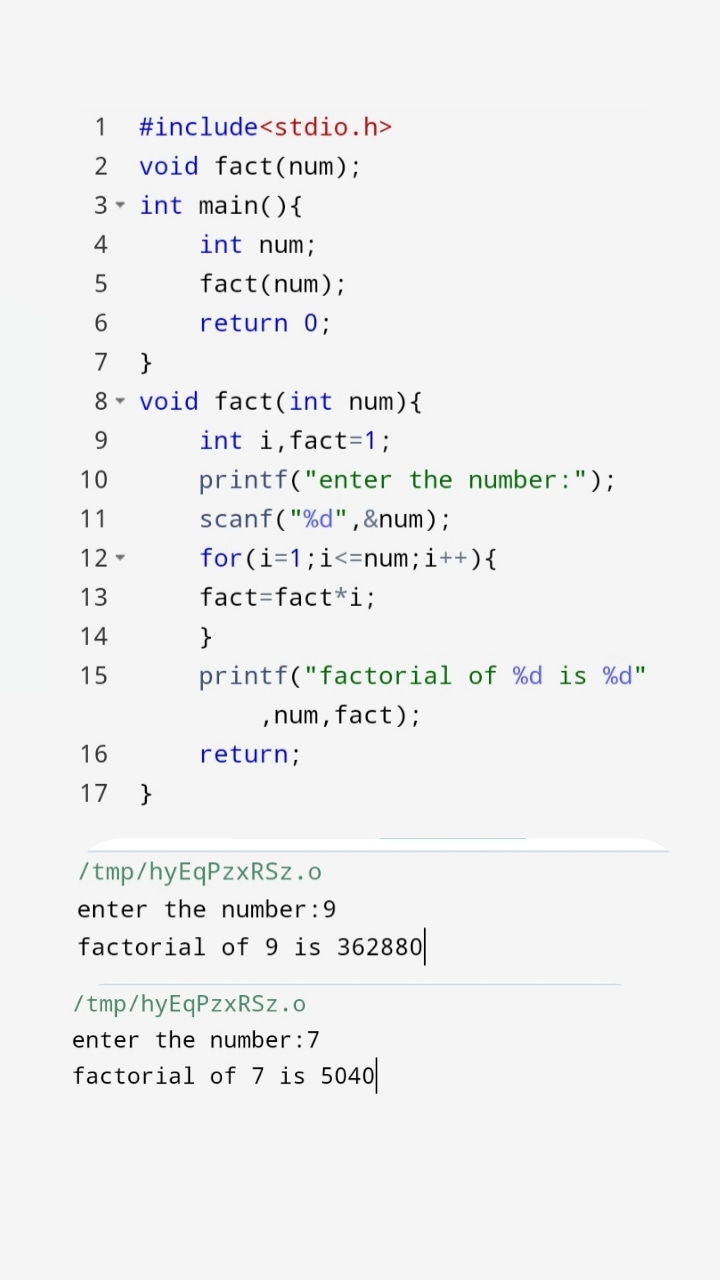 1 #include<stdio.h>
2 void fact(num);
3 int main(){
4 int num;
5 fact(num);
6 return 0;
7 }
8 void fact(int num){
9 int i,fact=1;
10 printf("enter the number:");
11 scanf("%d",&num);
12 for(i=1;i<=num;i++){
13 fact=fact*i;
14 }
15 printf("factorial of %d is %d"
,num,fact);
16 return;
17 }
/tmp/hyEqPzxRSz.o
enter the number:9
factorial of 9 is 362880
/tmp/hyEqPzxRSz.o
enter the number:7
factorial of 7 is 5040